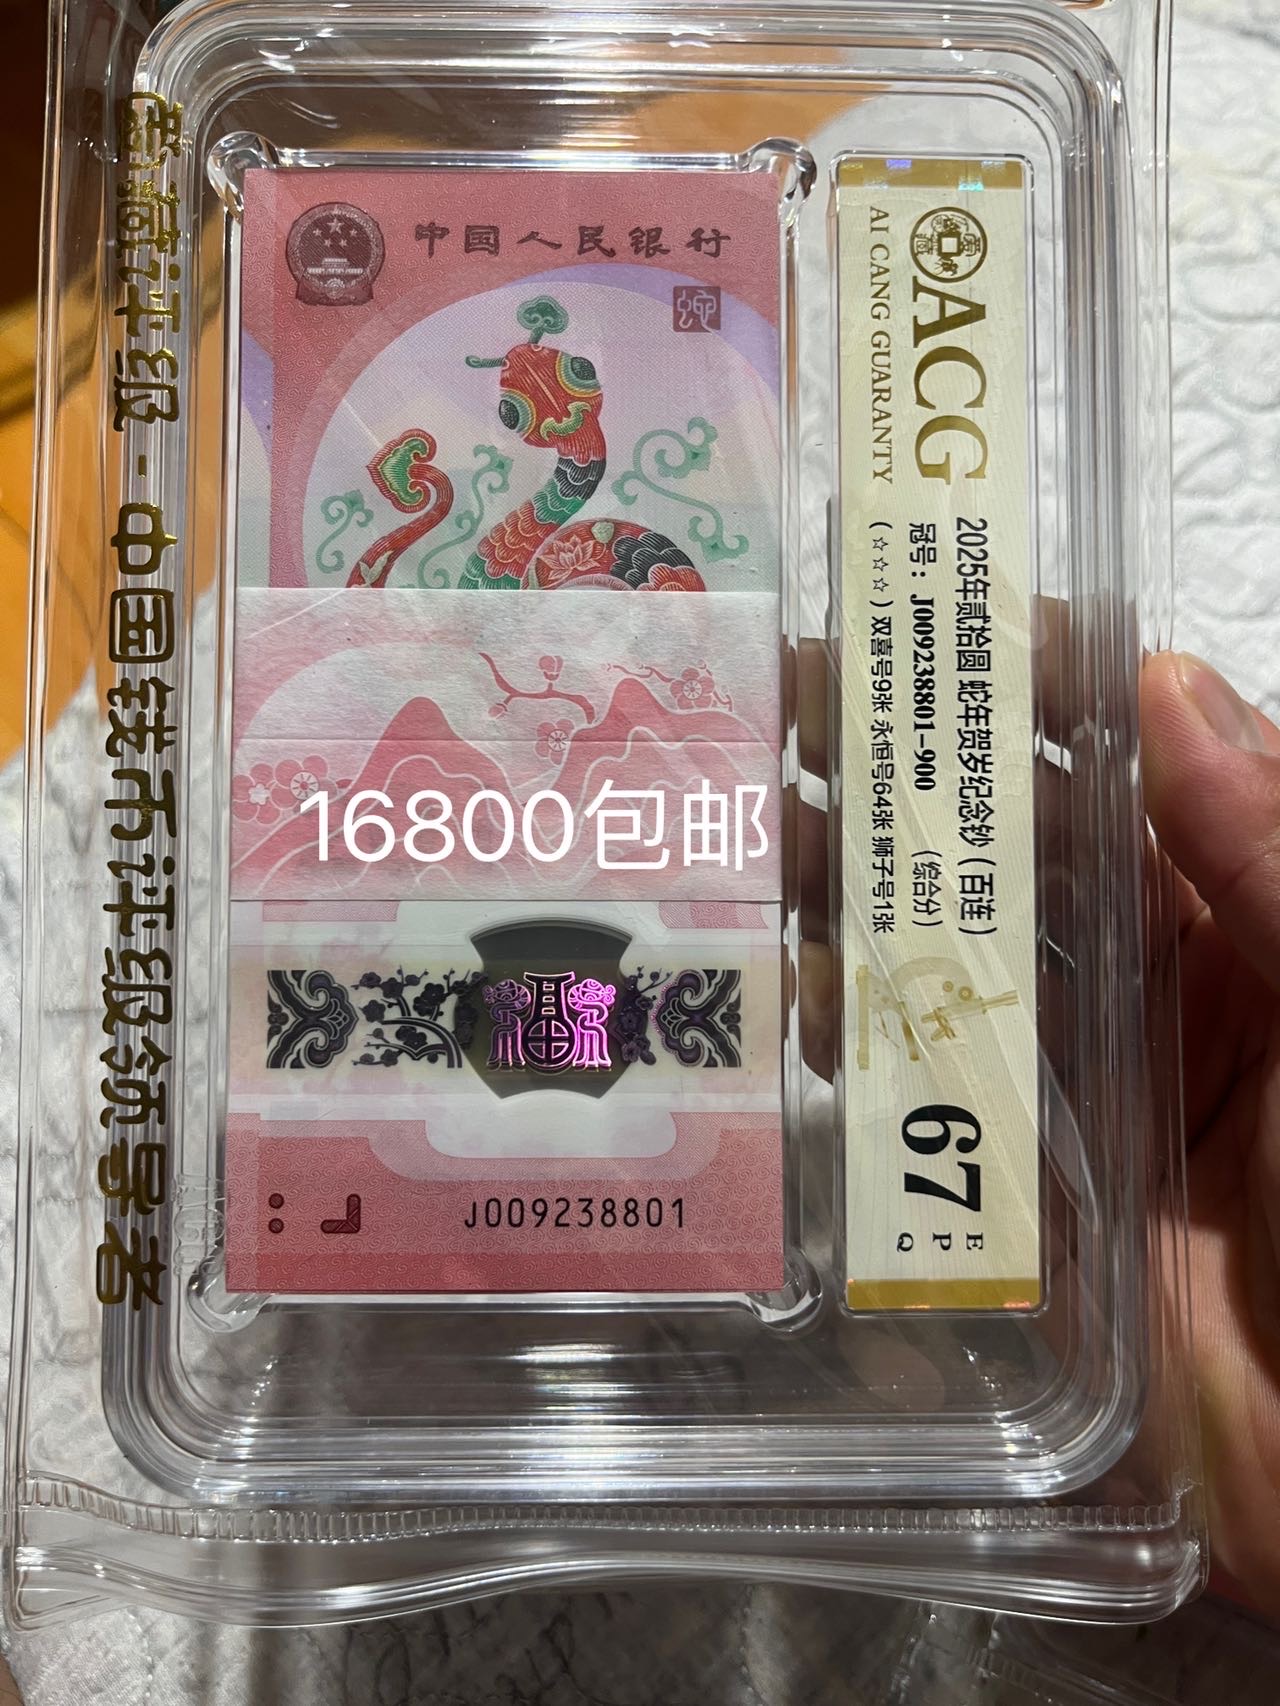 爱藏评级-中国钱币评级领导者
中国人民银行
蛇
16800包邮
J009238801
ACG
AI CANG GUARANTY
2025年贰拾圆 蛇年贺岁纪念钞（百连）
冠号：J009238801-900 （综合分）
（☆☆☆）双喜号9张 永恒号64张 狮子号1张
67
EPQ